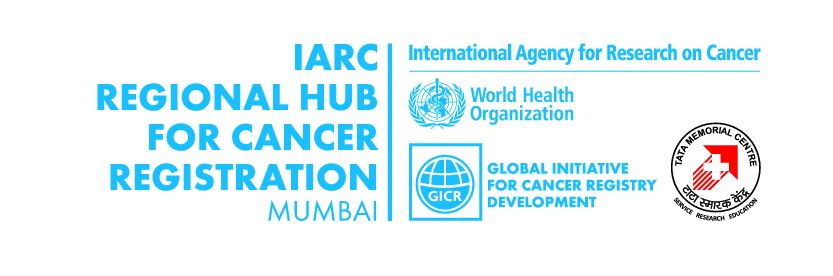 IARC
REGIONAL HUB
FOR CANCER
REGISTRATION
MUMBAI
International Agency for Research on Cancer
World Health
Organization
GICR
GLOBAL INITIATIVE
FOR CANCER REGISTRY
DEVELOPMENT
TATA MEMORIAL CENTRE
टाटा स्मारक केंद्र
SERVICE RESEARCH EDUCATION